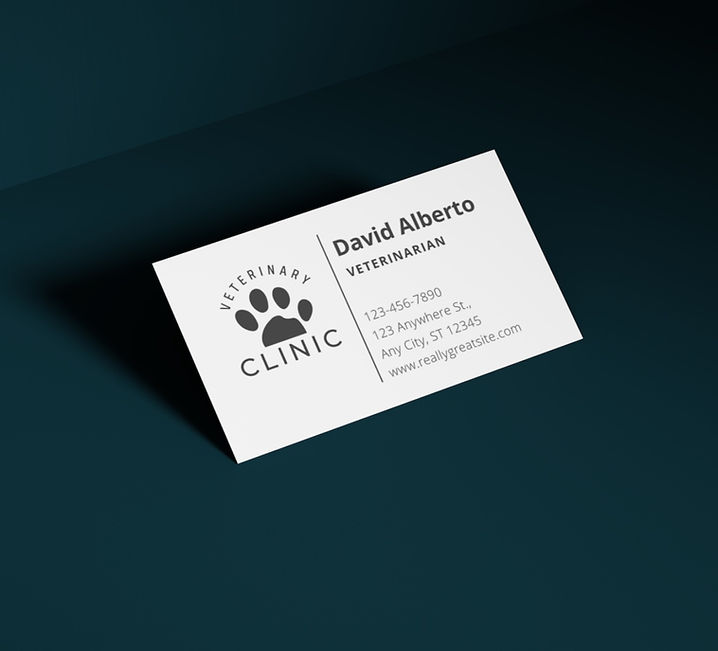 VETERINARY
CLINIC
David Alberto
VETERINARIAN
123-456-7890
123 Anywhere St.,
Any City, ST 12345
www.reallygreatsite.com